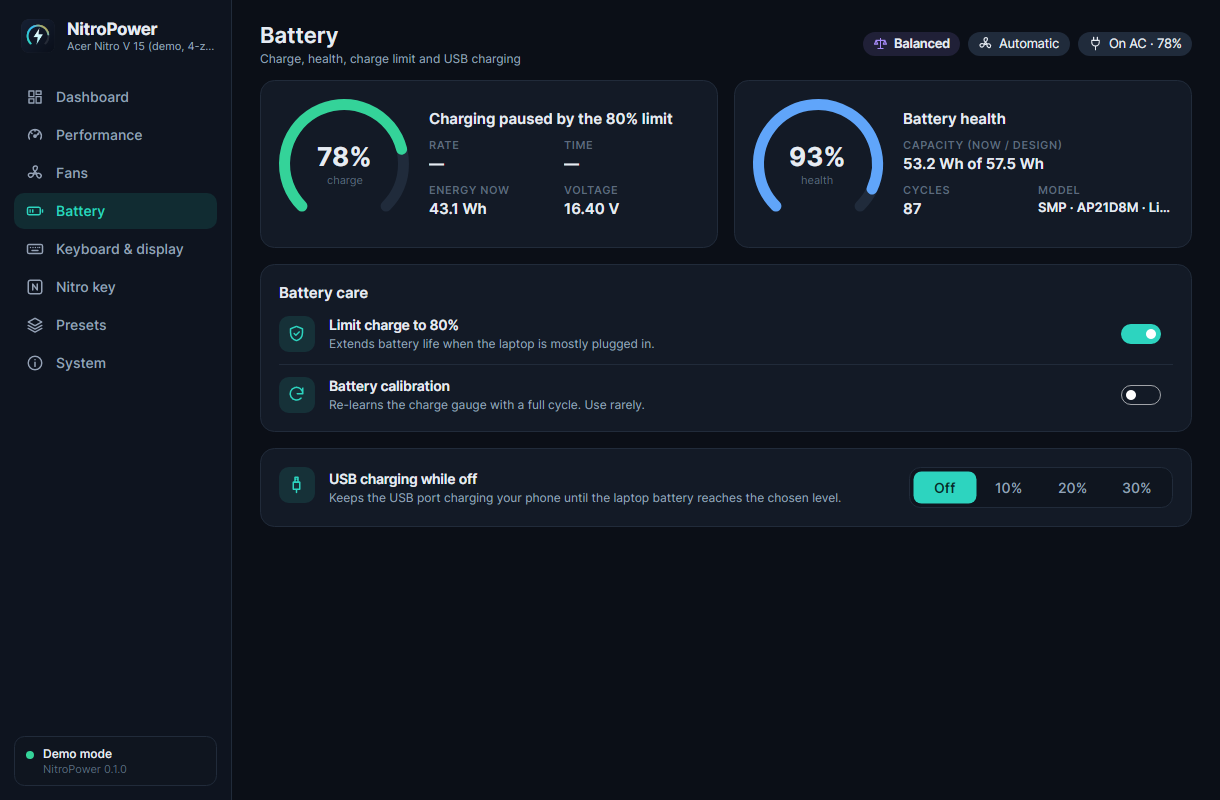 NitroPower
Acer Nitro V 15 (demo, 4-z...
Dashboard
Performance
Fans
Battery
Keyboard & display
Nitro key
Presets
System
Demo mode
NitroPower 0.1.0
Battery
Charge, health, charge limit and USB charging
Balanced
Automatic
On AC · 78%
78%
charge
Charging paused by the 80% limit
RATE
—
TIME
—
ENERGY NOW
43.1 Wh
VOLTAGE
16.40 V
93%
health
Battery health
CAPACITY (NOW / DESIGN)
53.2 Wh of 57.5 Wh
CYCLES
87
MODEL
SMP · AP21D8M · Li...
Battery care
Limit charge to 80%
Extends battery life when the laptop is mostly plugged in.
Battery calibration
Re-learns the charge gauge with a full cycle. Use rarely.
USB charging while off
Keeps the USB port charging your phone until the laptop battery reaches the chosen level.
Off 10% 20% 30%